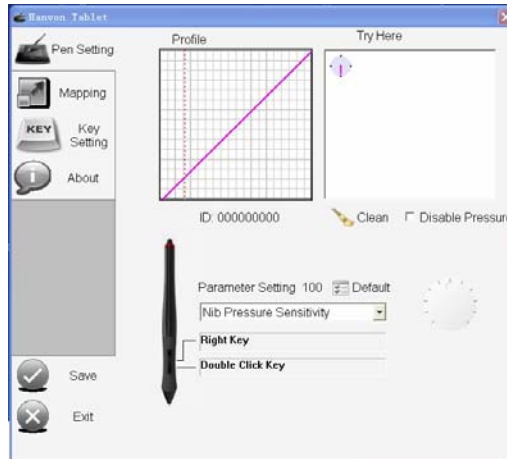 Hanvon Tablet
Pen Setting
Profile
Try Here
Mapping
KEY
Key
Setting
About
ID: 000000000
Clean
Disable Pressure
Parameter Setting 100
Default
Nib Pressure Sensitivity
Right Key
Double Click Key
Save
Exit